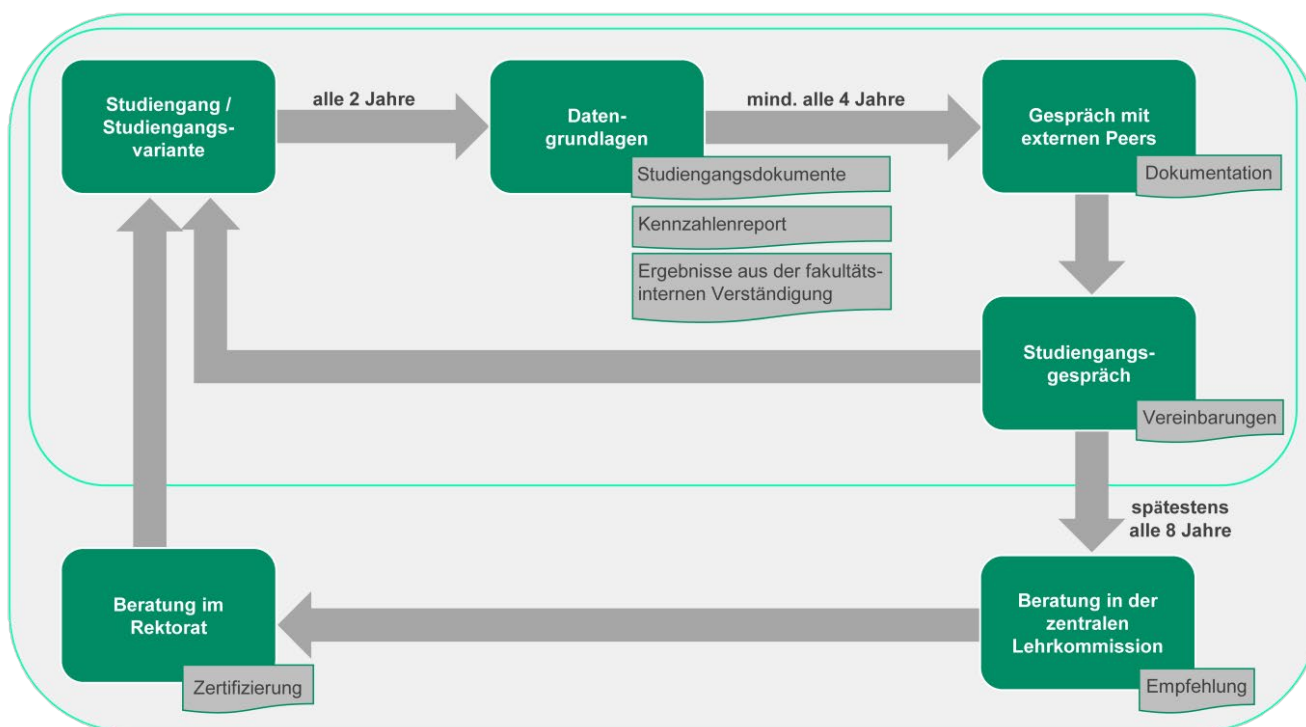 Studiengang /
Studiengangs-
variante
alle 2 Jahre
Daten-
grundlagen
Studiengangsdokumente
Kennzahlenreport
Ergebnisse aus der fakultäts-
internen Verständigung
mind. alle 4 Jahre
Gespräch mit
externen Peers
Dokumentation
Studiengangs-
gespräch
Vereinbarungen
spätestens
alle 8 Jahre
Beratung in der
zentralen
Lehrkommission
Empfehlung
Beratung im
Rektorat
Zertifizierung